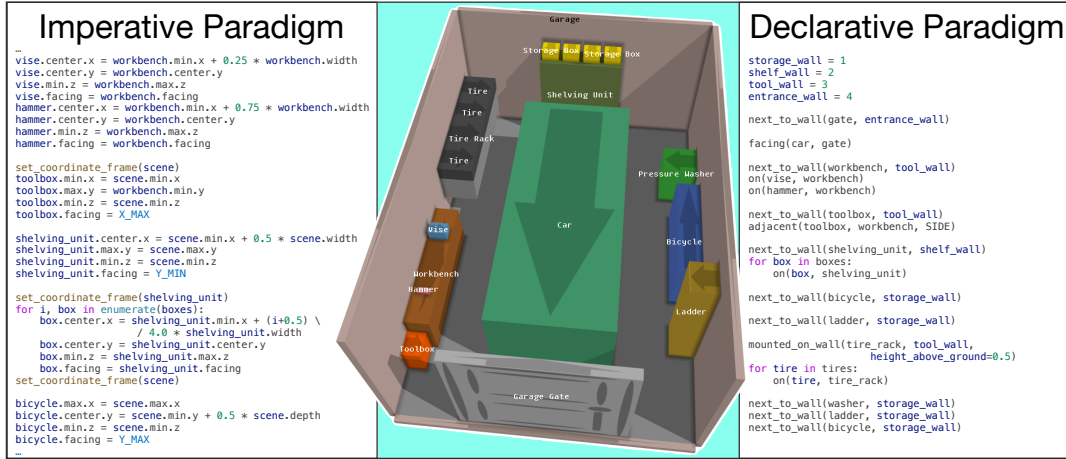 Imperative Paradigm
…
vise.center.x = workbench.min.x + 0.25 * workbench.width
vise.center.y = workbench.center.y
vise.min.z = workbench.max.z
vise.facing = workbench.facing
hammer.center.x = workbench.min.x + 0.75 * workbench.width
hammer.center.y = workbench.center.y
hammer.min.z = workbench.max.z
hammer.facing = workbench.facing
set_coordinate_frame(scene)
toolbox.min.x = scene.min.x
toolbox.max.y = workbench.min.y
toolbox.min.z = scene.min.z
toolbox.facing = X_MAX
shelving_unit.center.x = scene.min.x + 0.5 * scene.width
shelving_unit.max.y = scene.max.y
shelving_unit.min.z = scene.min.z
shelving_unit.facing = Y_MIN
set_coordinate_frame(shelving_unit)
for i, box in enumerate(boxes):
    box.center.x = shelving_unit.min.x + (i+0.5) \
                   / 4.0 * shelving_unit.width
    box.center.y = shelving_unit.center.y
    box.min.z = shelving_unit.max.z
    box.facing = shelving_unit.facing
set_coordinate_frame(scene)
bicycle.max.x = scene.max.x
bicycle.center.y = scene.min.y + 0.5 * scene.depth
bicycle.min.z = scene.min.z
bicycle.facing = Y_MAX
…
Garage
Storage Box
Storage Box
Shelving Unit
Tire
Tire
Tire Rack
Tire
Pressure Washer
Car
Vise
Bicycle
Workbench
Hammer
Ladder
Toolbox
Garage Gate
Declarative Paradigm
storage_wall = 1
shelf_wall = 2
tool_wall = 3
entrance_wall = 4
next_to_wall(gate, entrance_wall)
facing(car, gate)
next_to_wall(workbench, tool_wall)
on(vise, workbench)
on(hammer, workbench)
next_to_wall(toolbox, tool_wall)
adjacent(toolbox, workbench, SIDE)
next_to_wall(shelving_unit, shelf_wall)
for box in boxes:
    on(box, shelving_unit)
next_to_wall(bicycle, storage_wall)
next_to_wall(ladder, storage_wall)
mounted_on_wall(tire_rack, tool_wall,
                height_above_ground=0.5)
for tire in tires:
    on(tire, tire_rack)
next_to_wall(washer, storage_wall)
next_to_wall(ladder, storage_wall)
next_to_wall(bicycle, storage_wall)